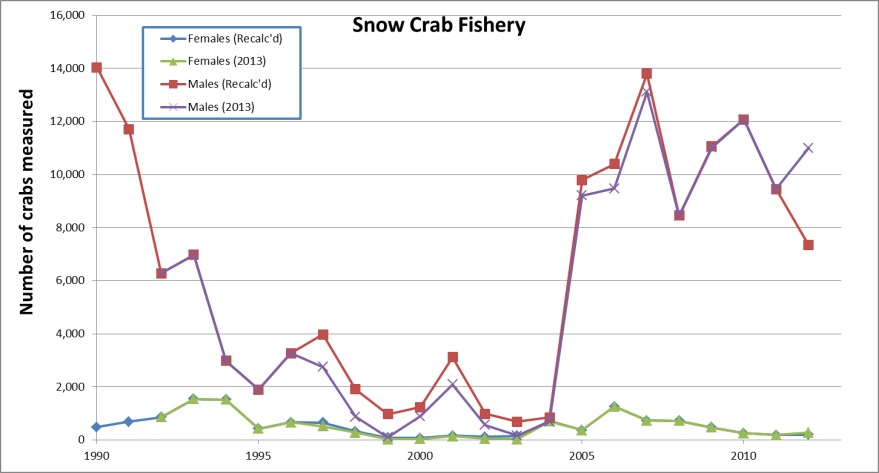 Snow Crab Fishery
Females (Recalc'd)
Females (2013)
Males (Recalc'd)
Males (2013)
Number of crabs measured
16,000
14,000
12,000
10,000
8,000
6,000
4,000
2,000
0
1990 1995 2000 2005 2010